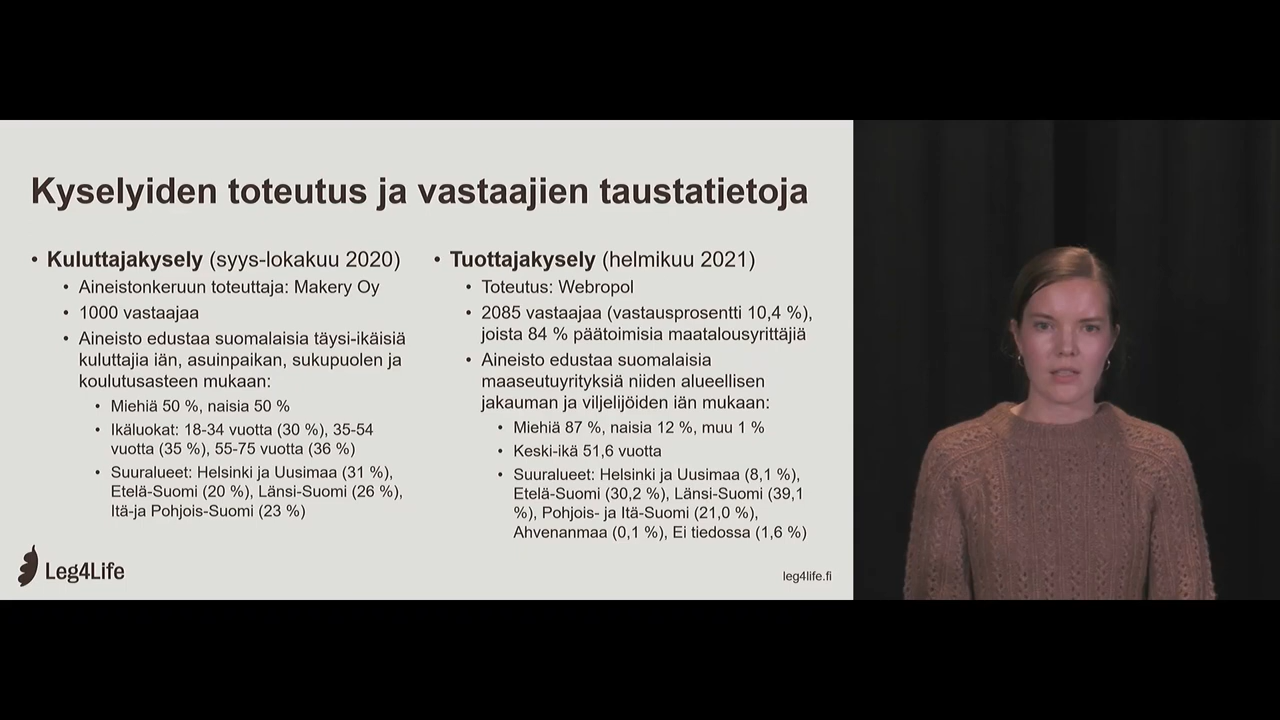 Kyselyiden toteutus ja vastaajien taustatietoja
• Kuluttajakysely (syys-lokakuu 2020)
• Aineistonkeruun toteuttaja: Makery Oy
• 1000 vastaajaa
• Aineisto edustaa suomalaisia täysi-ikäisiä
kuluttajia iän, asuinpaikan, sukupuolen ja
koulutusasteen mukaan:
• Miehiä 50 %, naisia 50 %
• Ikäluokat: 18-34 vuotta (30 %), 35-54
vuotta (35 %), 55-75 vuotta (36 %)
• Suuralueet: Helsinki ja Uusimaa (31 %),
Etelä-Suomi (20 %), Länsi-Suomi (26 %),
Itä-ja Pohjois-Suomi (23 %)
• Tuottajakysely (helmikuu 2021)
• Toteutus: Webropol
• 2085 vastaajaa (vastausprosentti 10,4 %),
joista 84 % päätoimisia maatalousyrittäjiä
• Aineisto edustaa suomalaisia
maaseutuyrityksiä niiden alueellisen
jakauman ja viljelijöiden iän mukaan:
• Miehiä 87 %, naisia 12 %, muu 1 %
• Keski-ikä 51,6 vuotta
• Suuralueet: Helsinki ja Uusimaa (8,1 %),
Etelä-Suomi (30,2 %), Länsi-Suomi (39,1
%), Pohjois- ja Itä-Suomi (21,0 %),
Ahvenanmaa (0,1 %), Ei tiedossa (1,6 %)
Leg4Life
leg4life.fi